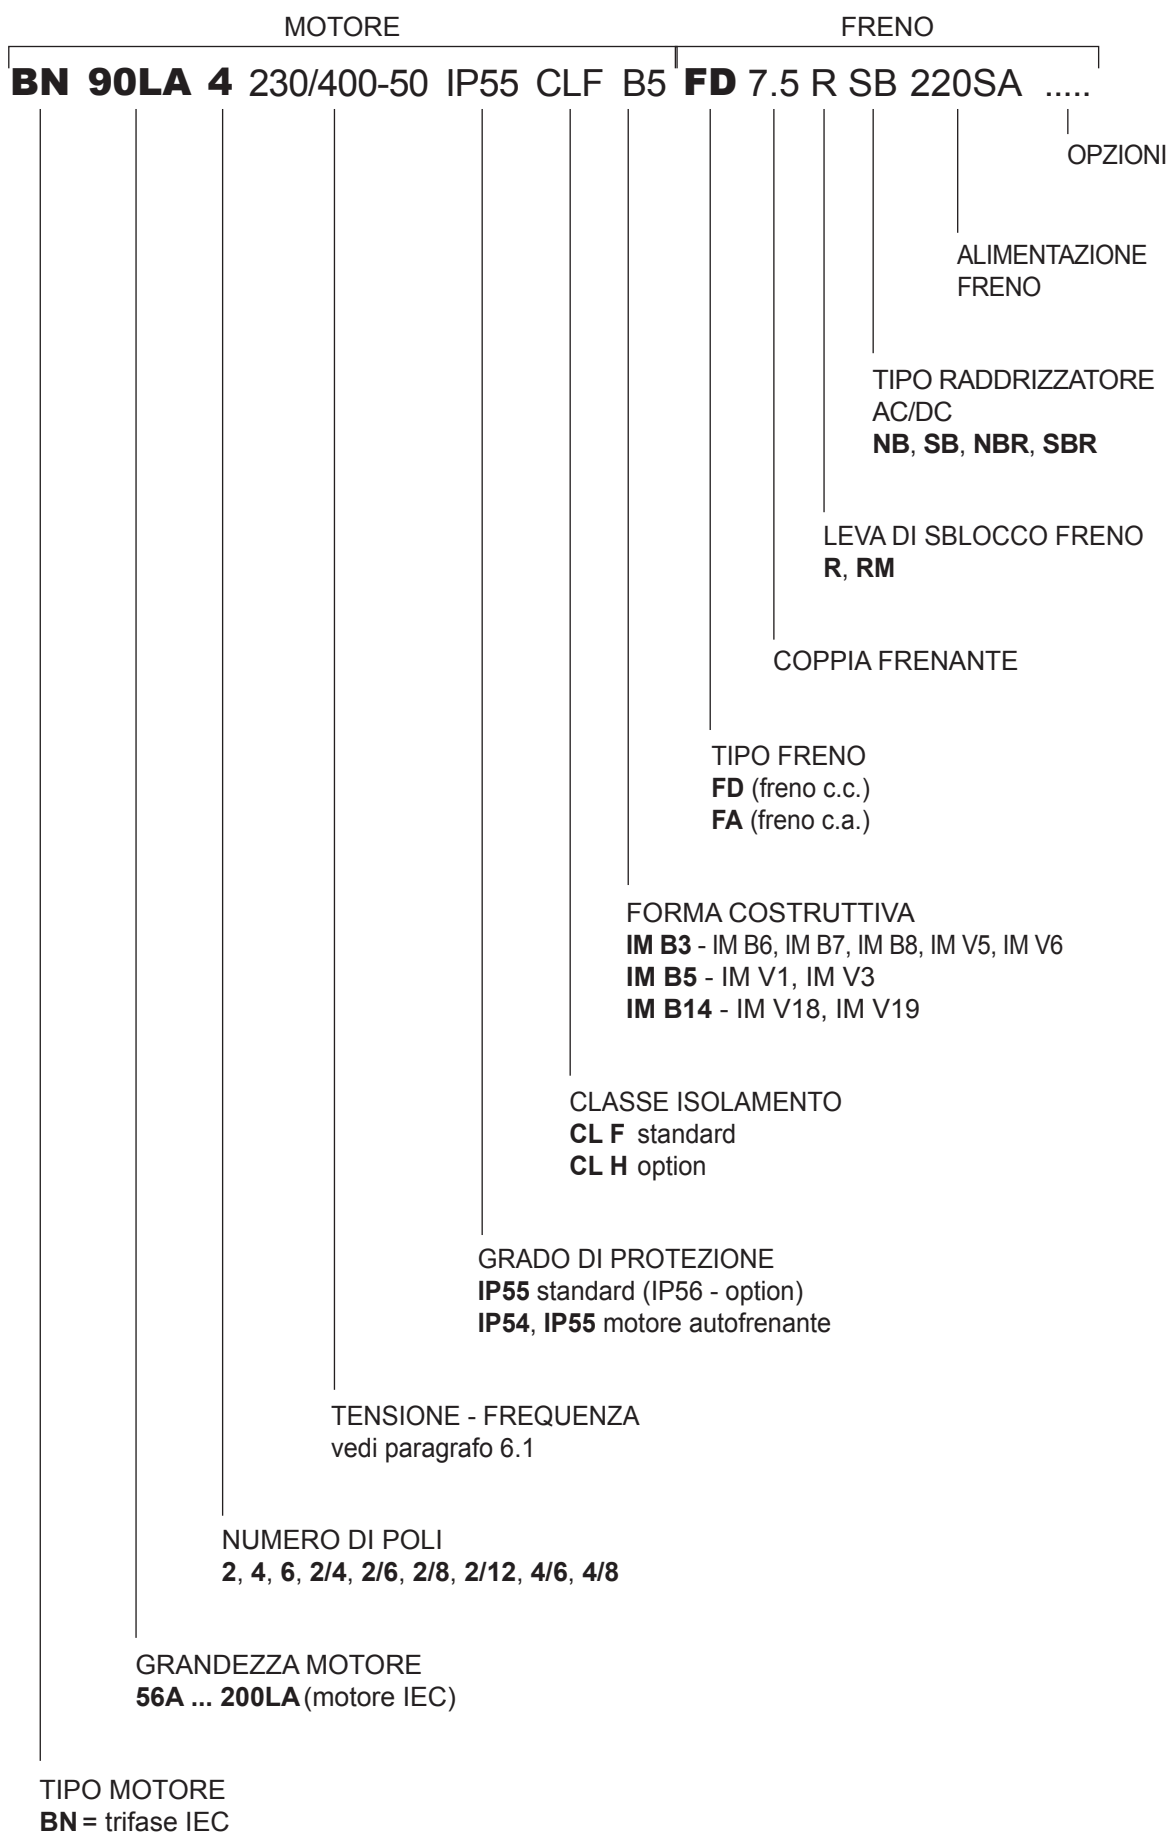 MOTORE FRENO
BN 90LA 4 230/400-50 IP55 CLF B5 FD 7.5 R SB 220SA .....
OPZIONI
ALIMENTAZIONE
FRENO
TIPO RADDRIZZATORE
AC/DC
NB, SB, NBR, SBR
LEVA DI SBLOCCO FRENO
R, RM
COPPIA FRENANTE
TIPO FRENO
FD (freno c.c.)
FA (freno c.a.)
FORMA COSTRUTTIVA
IM B3 - IM B6, IM B7, IM B8, IM V5, IM V6
IM B5 - IM V1, IM V3
IM B14 - IM V18, IM V19
CLASSE ISOLAMENTO
CL F standard
CL H option
GRADO DI PROTEZIONE
IP55 standard (IP56 - option)
IP54, IP55 motore autofrenante
TENSIONE - FREQUENZA
vedi paragrafo 6.1
NUMERO DI POLI
2, 4, 6, 2/4, 2/6, 2/8, 2/12, 4/6, 4/8
GRANDEZZA MOTORE
56A ... 200LA (motore IEC)
TIPO MOTORE
BN = trifase IEC